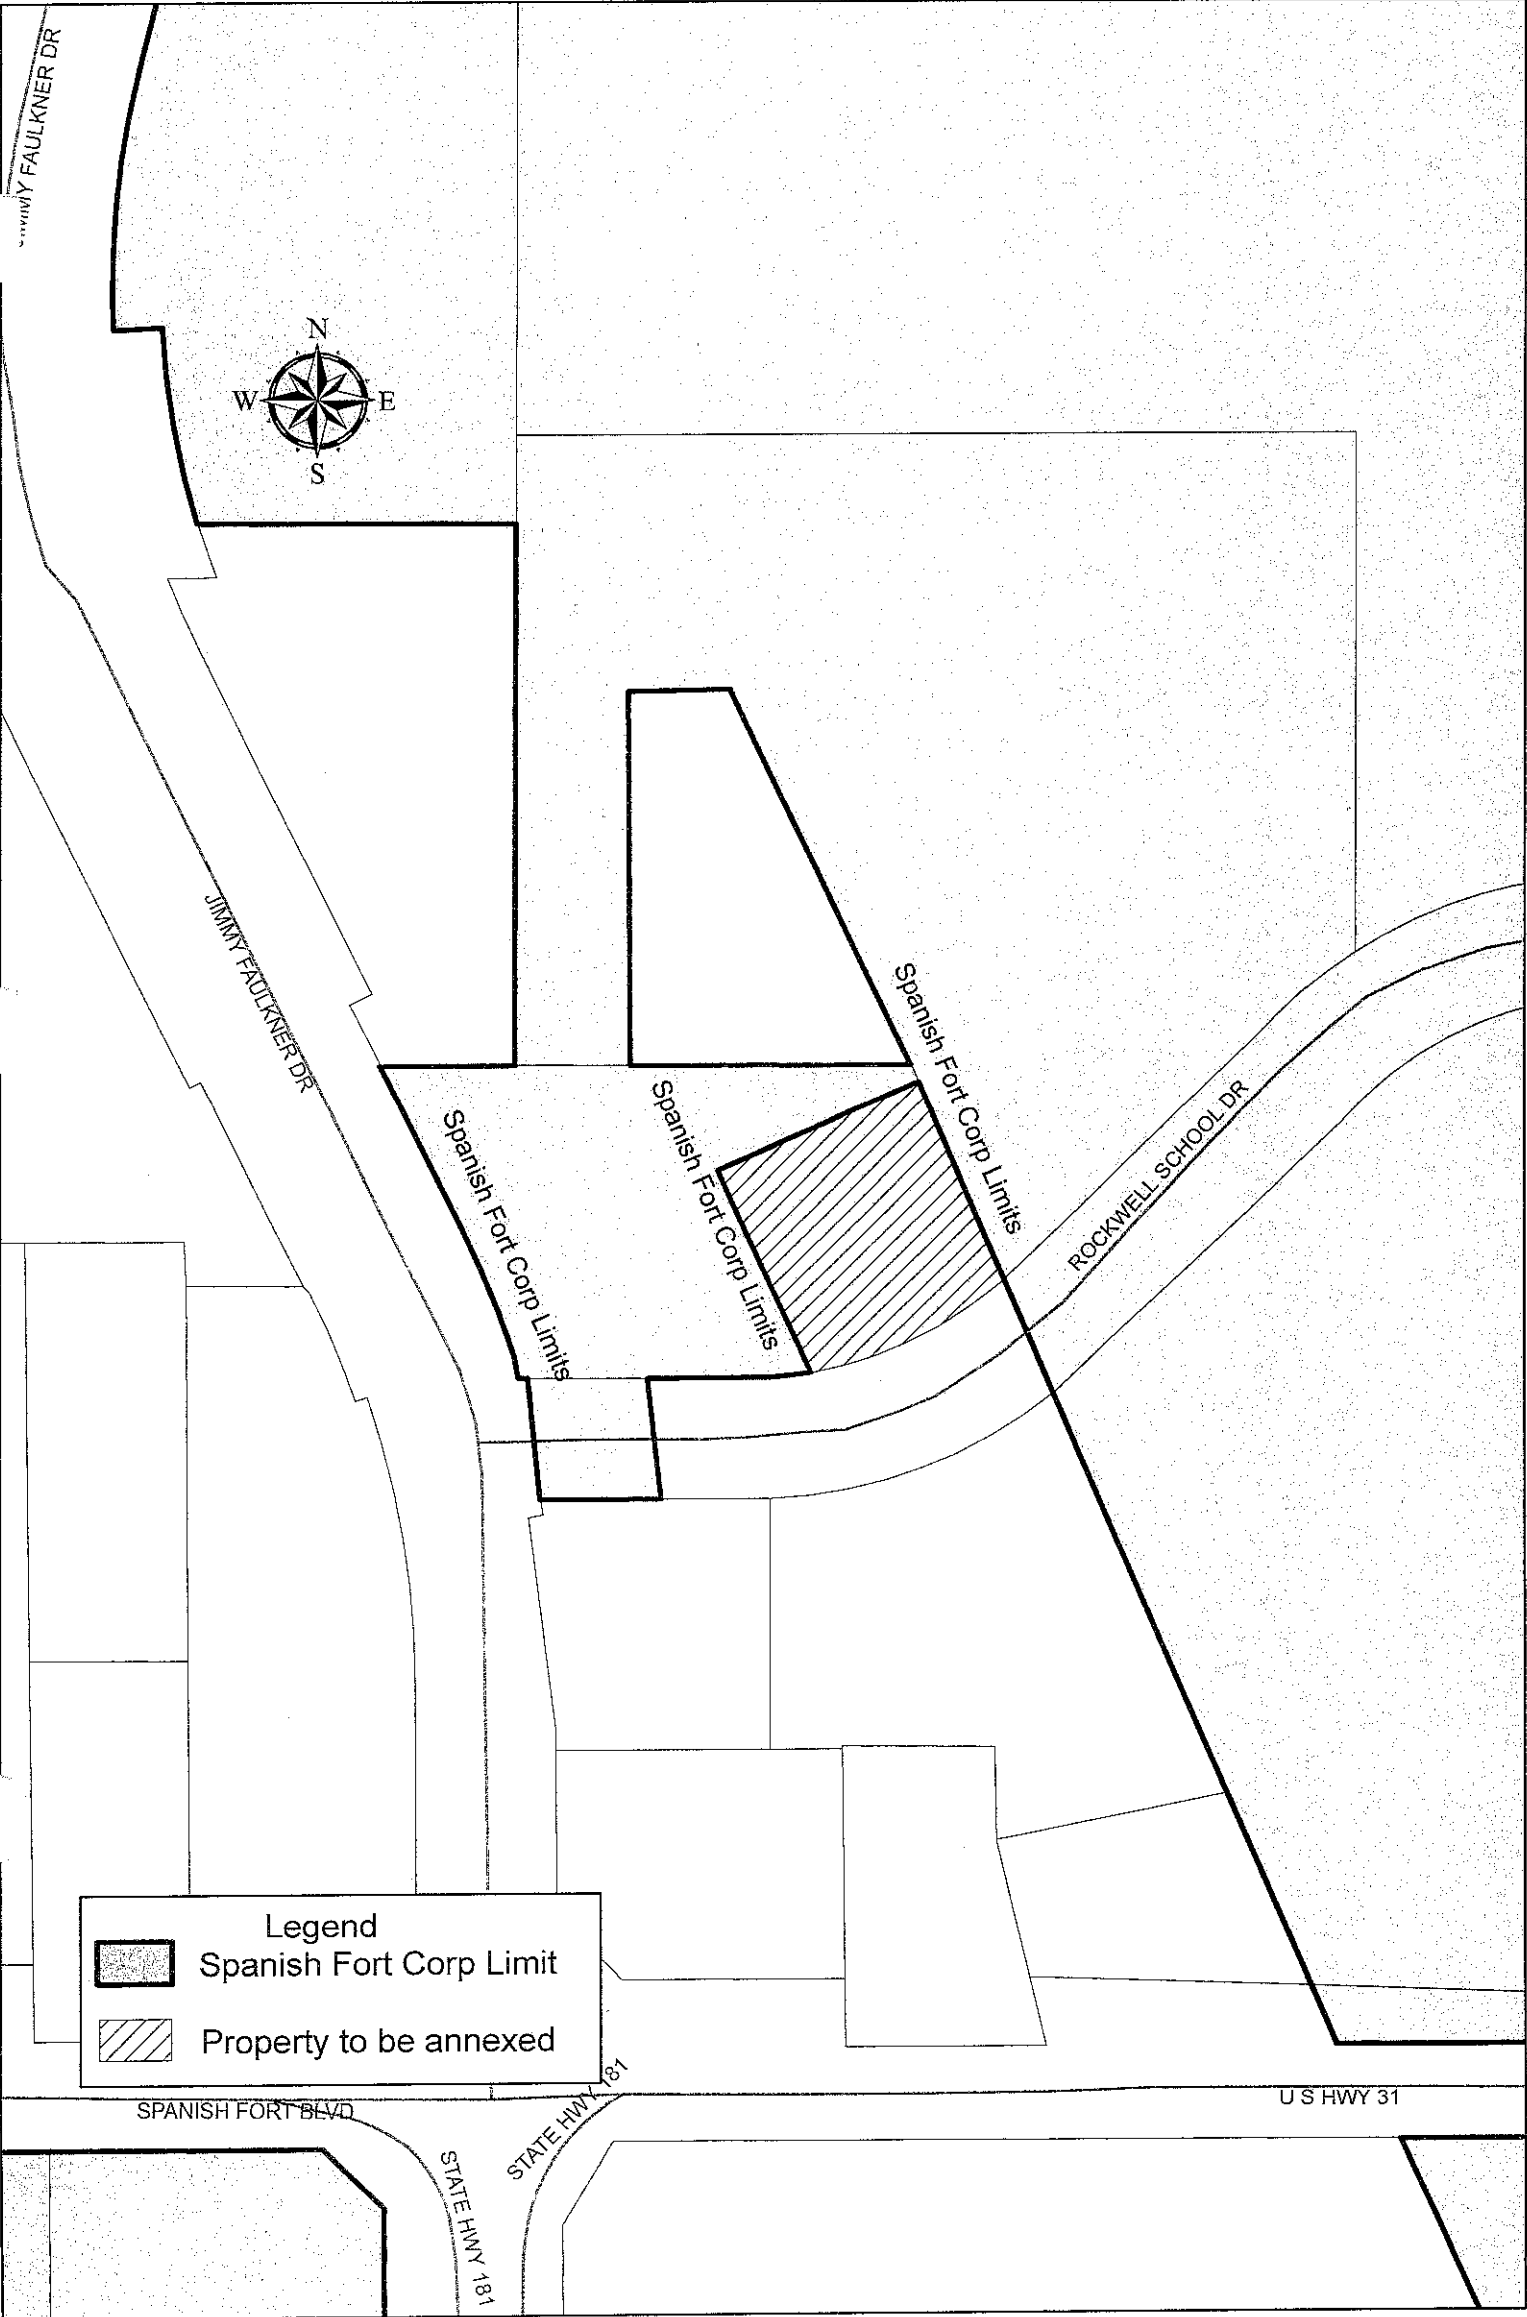 JIMMY FAULKNER DR
N
W
E
S
JIMMY FAULKNER DR
Spanish Fort Corp Limits
Spanish Fort Corp Limits
Spanish Fort Corp Limits
ROCKWELL SCHOOL DR
Legend
Spanish Fort Corp Limit
Property to be annexed
SPANISH FORT BLVD
STATE HWY 181
STATE HWY 181
U S HWY 31